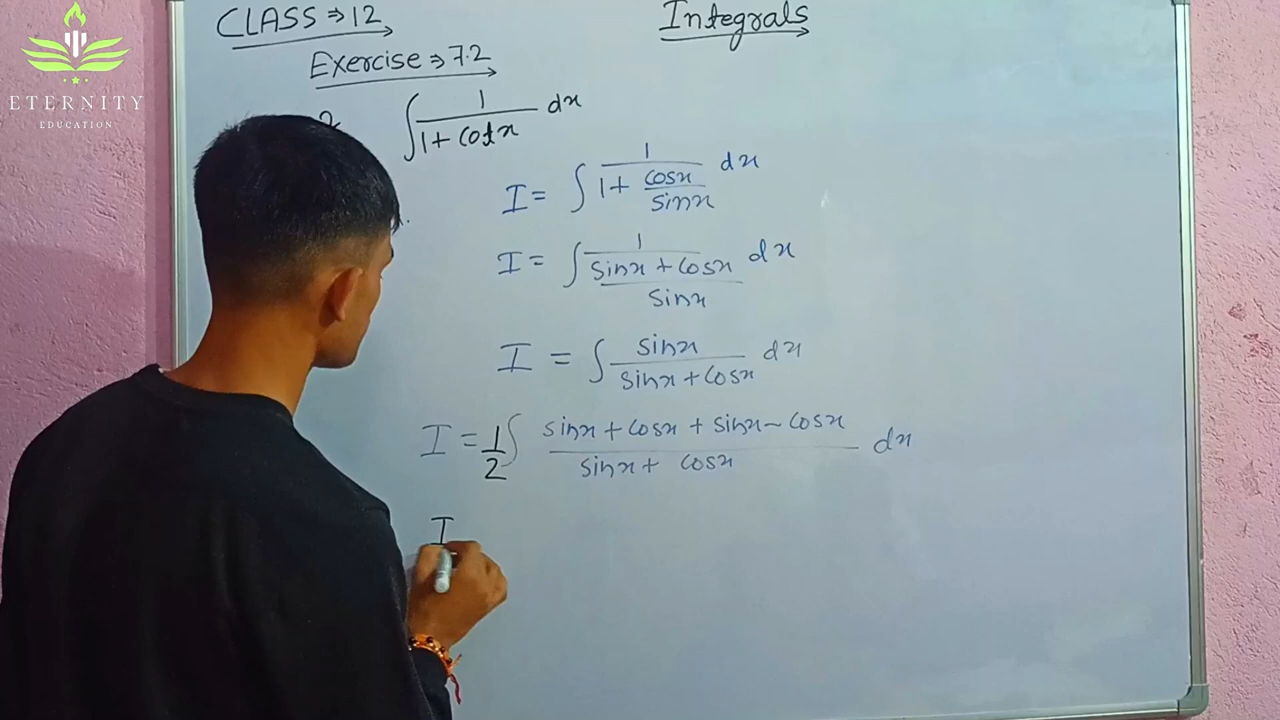 CLASS ⇒ 12
Integrals
Exercise ⇒ 7.2
ETERNITY
EDUCATION
∫ 1/(1 + cotx) dx
I = ∫ 1/(1 + cosx/sinx) dx
I = ∫ 1/((sinx + cosx)/sinx) dx
I = ∫ sinx/(sinx + cosx) dx
I = 1/2 ∫ (sinx + cosx + sinx - cosx)/(sinx + cosx) dx
I